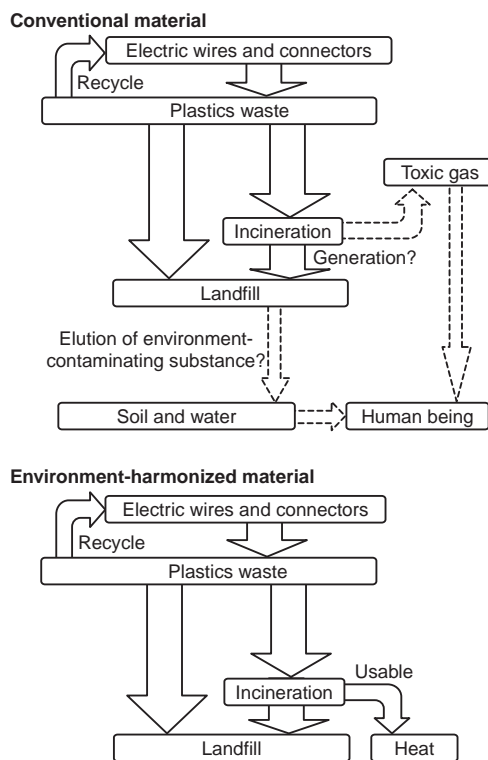 Conventional material
Electric wires and connectors
Recycle
Plastics waste
Toxic gas
Incineration
Generation?
Landfill
Elution of environment-
contaminating substance?
Soil and water
Human being
Environment-harmonized material
Electric wires and connectors
Recycle
Plastics waste
Usable
Incineration
Landfill
Heat